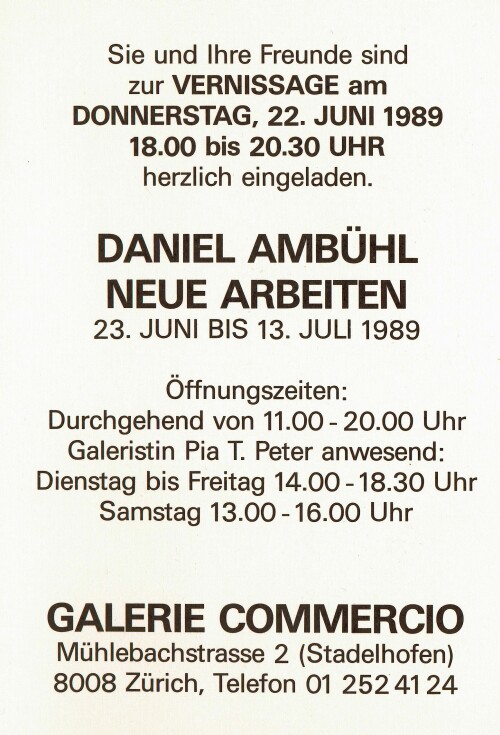 Sie und Ihre Freunde sind
zur VERNISSAGE am
DONNERSTAG, 22. JUNI 1989
18.00 bis 20.30 UHR
herzlich eingeladen.
DANIEL AMBÜHL
NEUE ARBEITEN
23. JUNI BIS 13. JULI 1989
Öffnungszeiten:
Durchgehend von 11.00 - 20.00 Uhr
Galeristin Pia T. Peter anwesend:
Dienstag bis Freitag 14.00 - 18.30 Uhr
Samstag 13.00 - 16.00 Uhr
GALERIE COMMERCIO
Mühlebachstrasse 2 (Stadelhofen)
8008 Zürich, Telefon 01 252 41 24